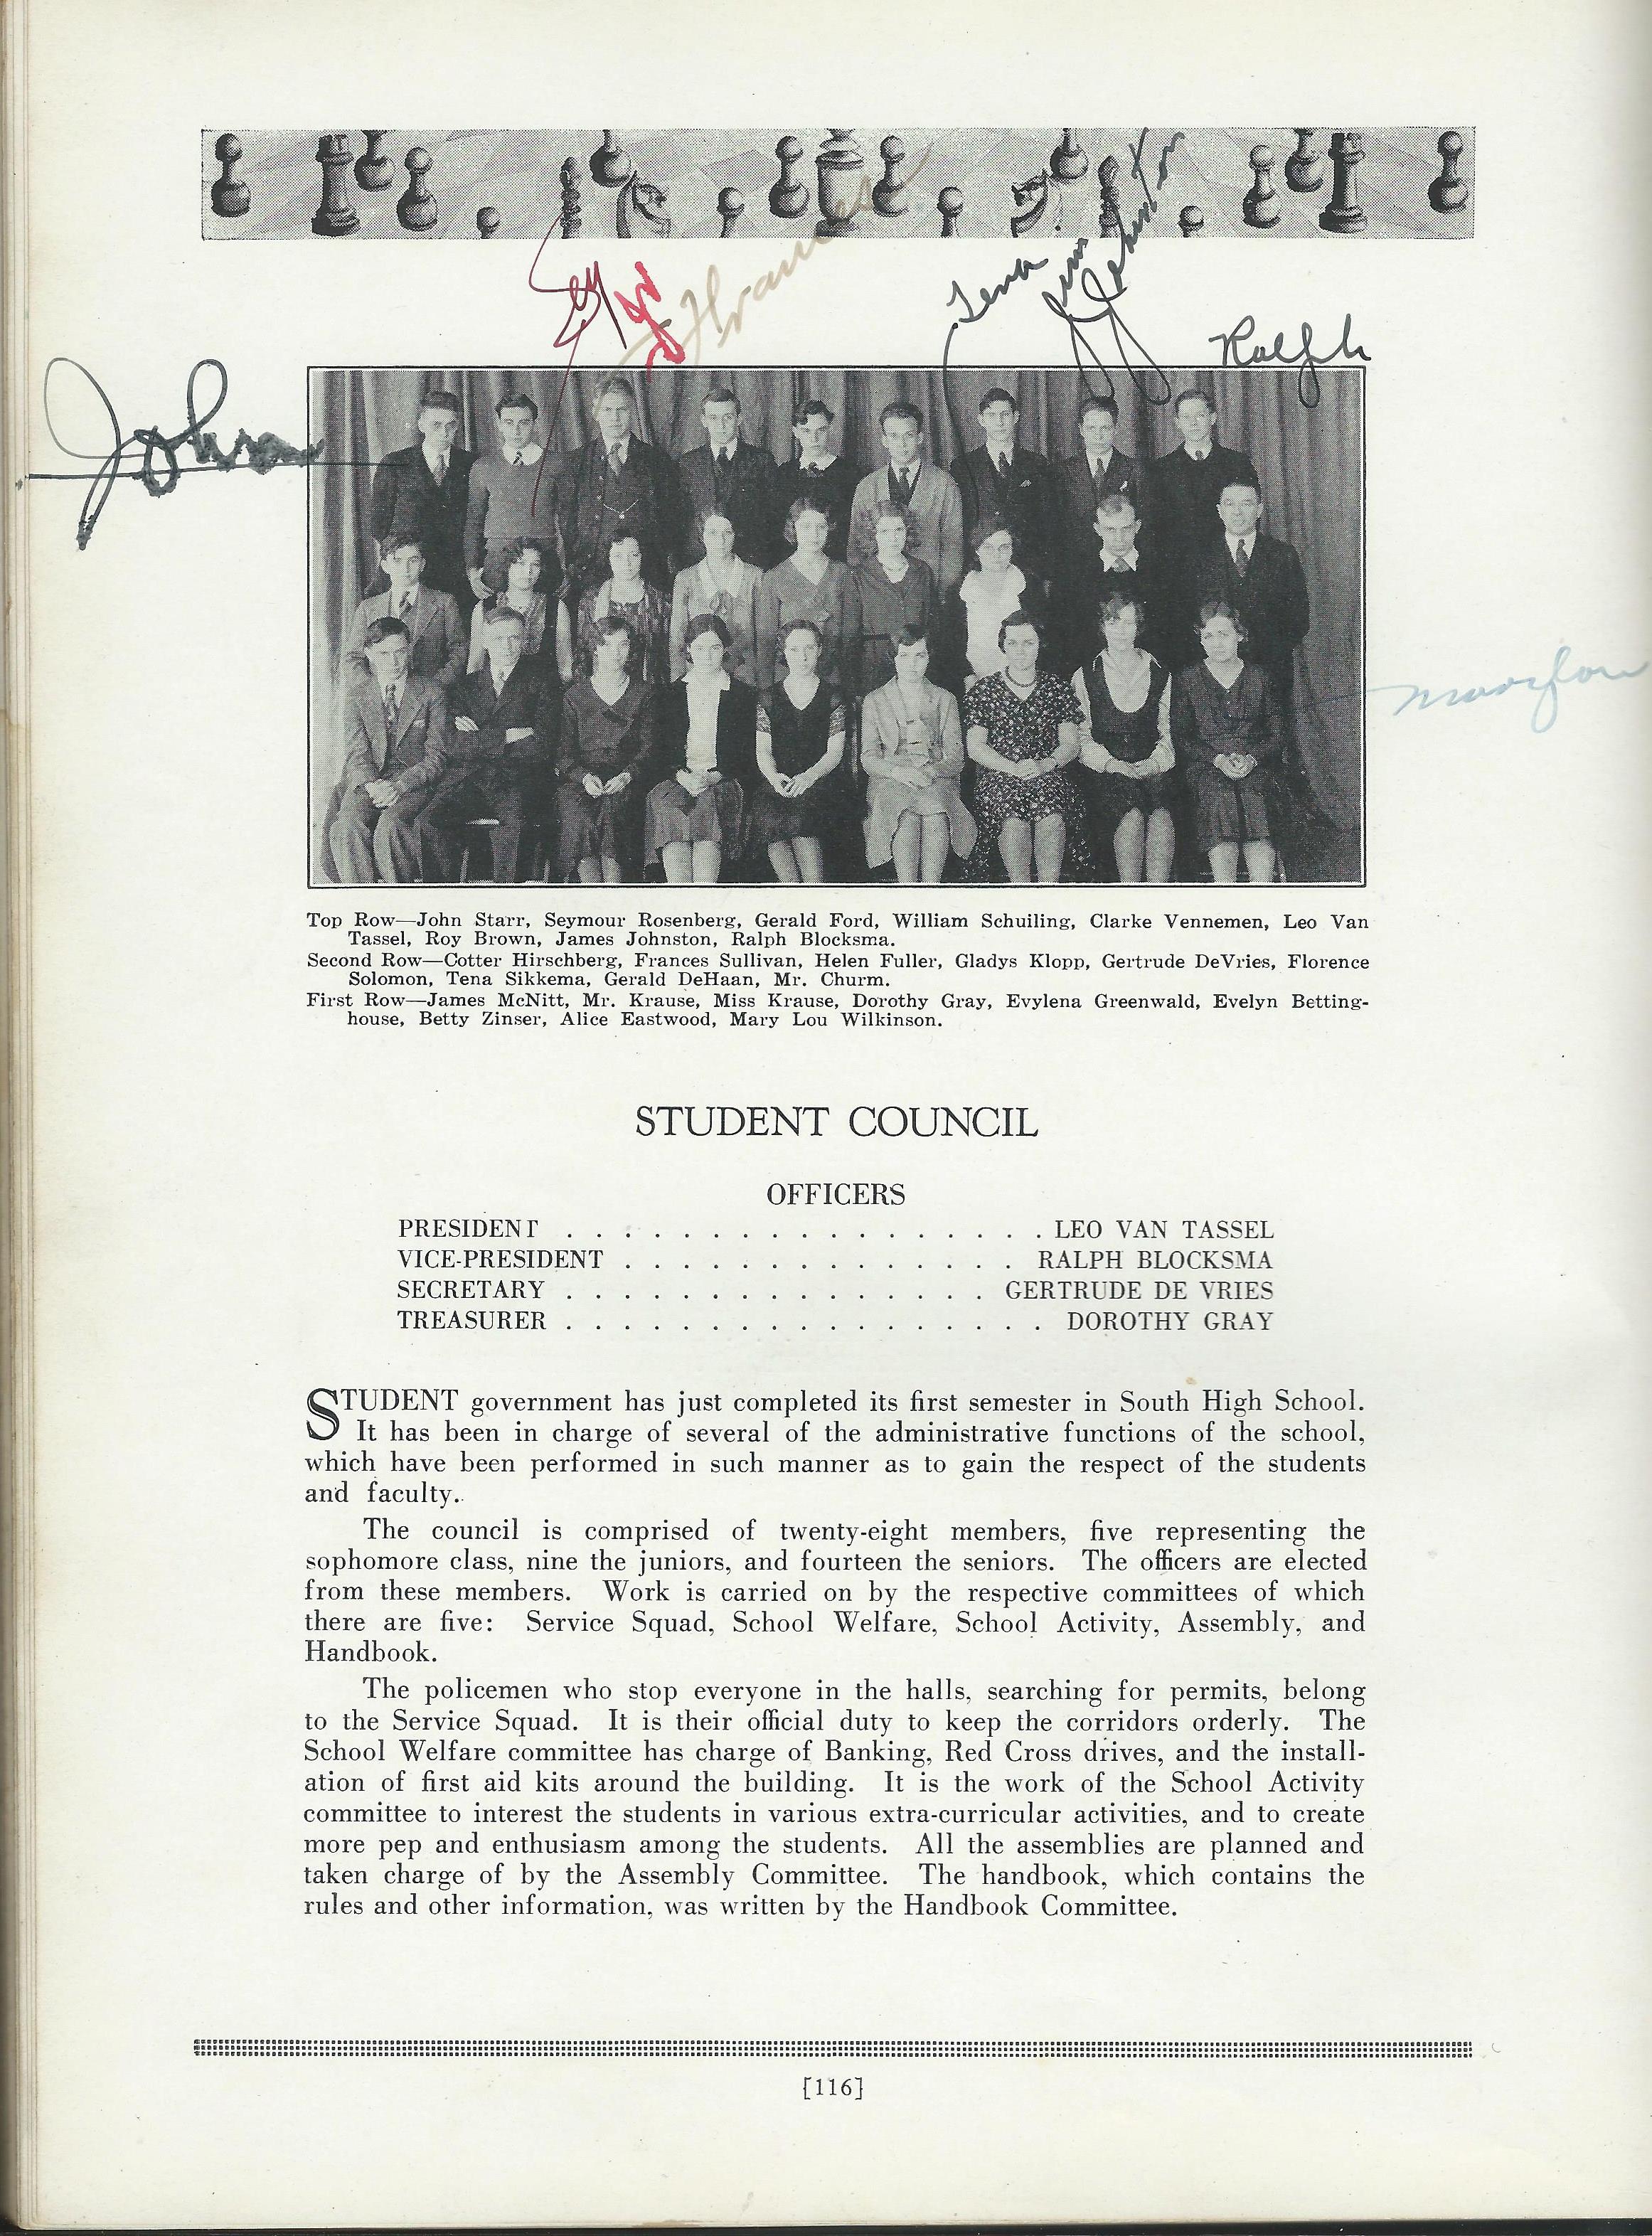 Sey
Jr
Frances
Tena
Jim Johnston
Ralph
John
Marylou
Top Row—John Starr, Seymour Rosenberg, Gerald Ford, William Schuiling, Clarke Vennemen, Leo Van
Tassel, Roy Brown, James Johnston, Ralph Blocksma.
Second Row—Cotter Hirschberg, Frances Sullivan, Helen Fuller, Gladys Klopp, Gertrude DeVries, Florence
Solomon, Tena Sikkema, Gerald DeHaan, Mr. Churm.
First Row—James McNitt, Mr. Krause, Miss Krause, Dorothy Gray, Evylena Greenwald, Evelyn Betting-
house, Betty Zinser, Alice Eastwood, Mary Lou Wilkinson.
STUDENT COUNCIL
OFFICERS
PRESIDENT . . . . . . . . . . . . . . . . . LEO VAN TASSEL
VICE-PRESIDENT . . . . . . . . . . . . . . RALPH BLOCKSMA
SECRETARY . . . . . . . . . . . . . . . GERTRUDE DE VRIES
TREASURER . . . . . . . . . . . . . . . . . DOROTHY GRAY
STUDENT government has just completed its first semester in South High School.
It has been in charge of several of the administrative functions of the school,
which have been performed in such manner as to gain the respect of the students
and faculty.
The council is comprised of twenty-eight members, five representing the
sophomore class, nine the juniors, and fourteen the seniors. The officers are elected
from these members. Work is carried on by the respective committees of which
there are five: Service Squad, School Welfare, School Activity, Assembly, and
Handbook.
The policemen who stop everyone in the halls, searching for permits, belong
to the Service Squad. It is their official duty to keep the corridors orderly. The
School Welfare committee has charge of Banking, Red Cross drives, and the install-
ation of first aid kits around the building. It is the work of the School Activity
committee to interest the students in various extra-curricular activities, and to create
more pep and enthusiasm among the students. All the assemblies are planned and
taken charge of by the Assembly Committee. The handbook, which contains the
rules and other information, was written by the Handbook Committee.
[116]